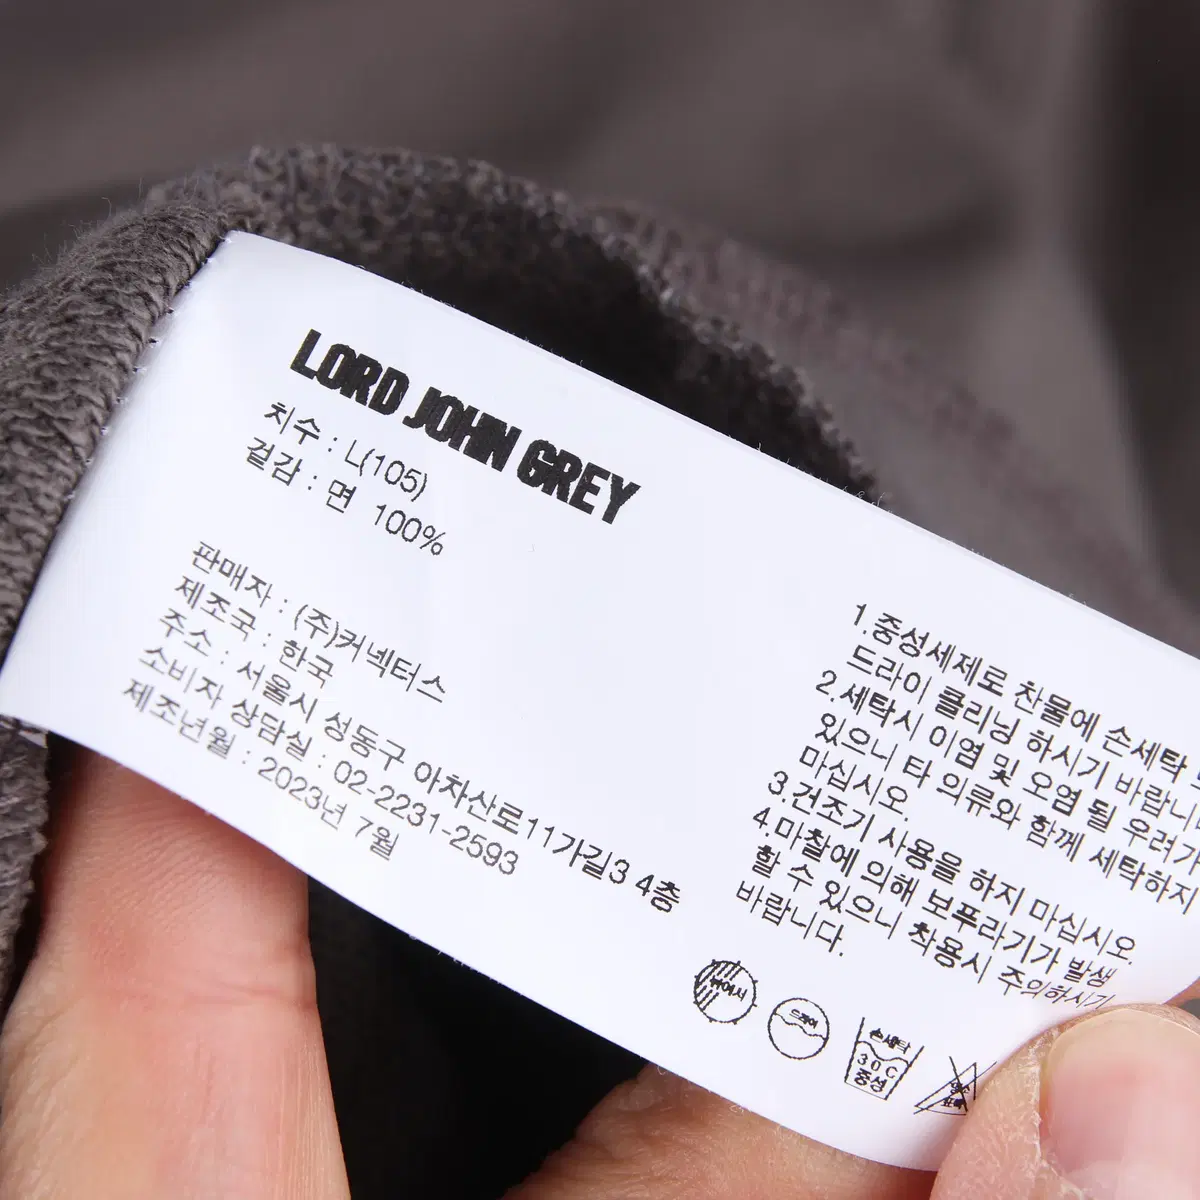 LORD JOHN GREY
치수 : L(105)
겉감 : 면 100%
판매자 : (주)커넥터스
제조국 : 한국
주소 : 서울시 성동구 아차산로11가길3 4층
소비자 상담실 : 02-2231-2593
제조년월 : 2023년 7월
1.중성세제로 찬물에 손세탁
드라이 클리닝 하시기 바랍니
2.세탁시 이염 및 오염 될 우려가
있으니 타 의류와 함께 세탁하지
마십시오.
3.건조기 사용을 하지 마십시오.
4.마찰에 의해 보푸라기가 발생
할 수 있으니 착용시 주의하시기
바랍니다.
뉘어서
드라이
손세탁
30C
중성